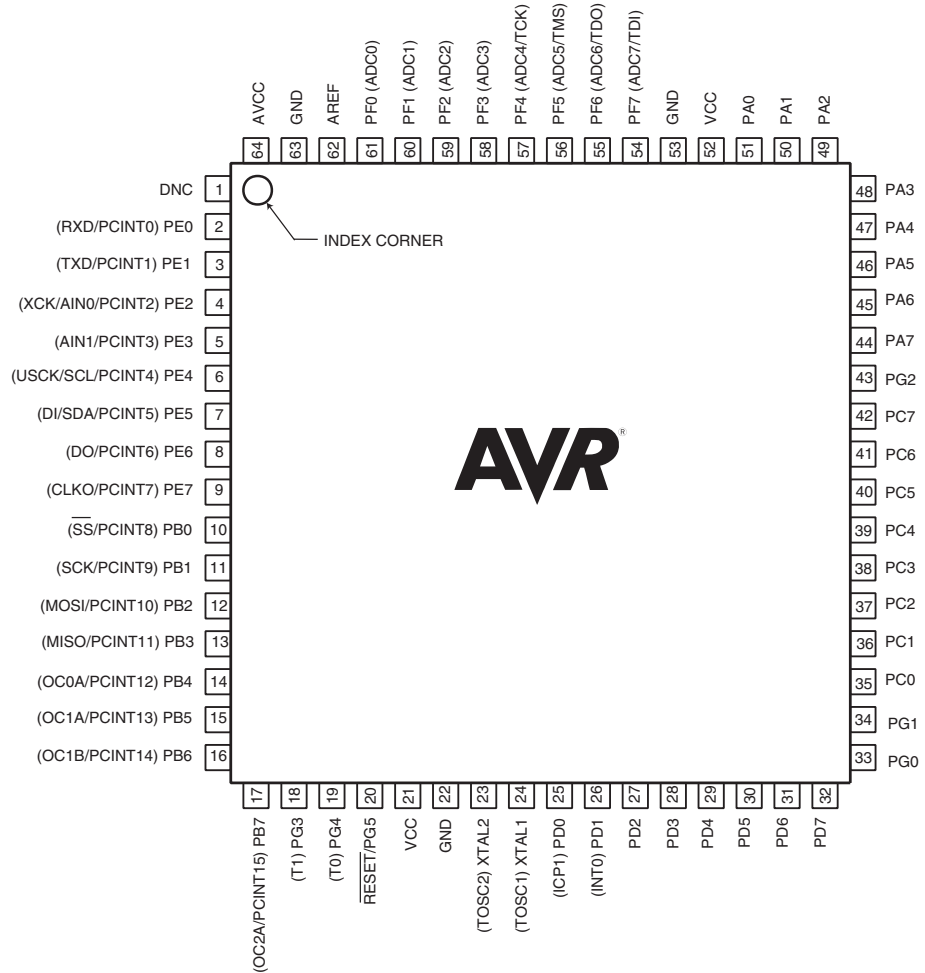 AVCC
GND
AREF
PF0 (ADC0)
PF1 (ADC1)
PF2 (ADC2)
PF3 (ADC3)
PF4 (ADC4/TCK)
PF5 (ADC5/TMS)
PF6 (ADC6/TDO)
PF7 (ADC7/TDI)
GND
VCC
PA0
PA1
PA2
64
63
62
61
60
59
58
57
56
55
54
53
52
51
50
49
DNC 1
(RXD/PCINT0) PE0 2
(TXD/PCINT1) PE1 3
(XCK/AIN0/PCINT2) PE2 4
(AIN1/PCINT3) PE3 5
(USCK/SCL/PCINT4) PE4 6
(DI/SDA/PCINT5) PE5 7
(DO/PCINT6) PE6 8
(CLKO/PCINT7) PE7 9
(S̅S̅/PCINT8) PB0 10
(SCK/PCINT9) PB1 11
(MOSI/PCINT10) PB2 12
(MISO/PCINT11) PB3 13
(OC0A/PCINT12) PB4 14
(OC1A/PCINT13) PB5 15
(OC1B/PCINT14) PB6 16
INDEX CORNER
AVR®
48 PA3
47 PA4
46 PA5
45 PA6
44 PA7
43 PG2
42 PC7
41 PC6
40 PC5
39 PC4
38 PC3
37 PC2
36 PC1
35 PC0
34 PG1
33 PG0
17
18
19
20
21
22
23
24
25
26
27
28
29
30
31
32
(OC2A/PCINT15) PB7
(T1) PG3
(T0) PG4
R̅E̅S̅E̅T̅/PG5
VCC
GND
(TOSC2) XTAL2
(TOSC1) XTAL1
(ICP1) PD0
(INT0) PD1
PD2
PD3
PD4
PD5
PD6
PD7